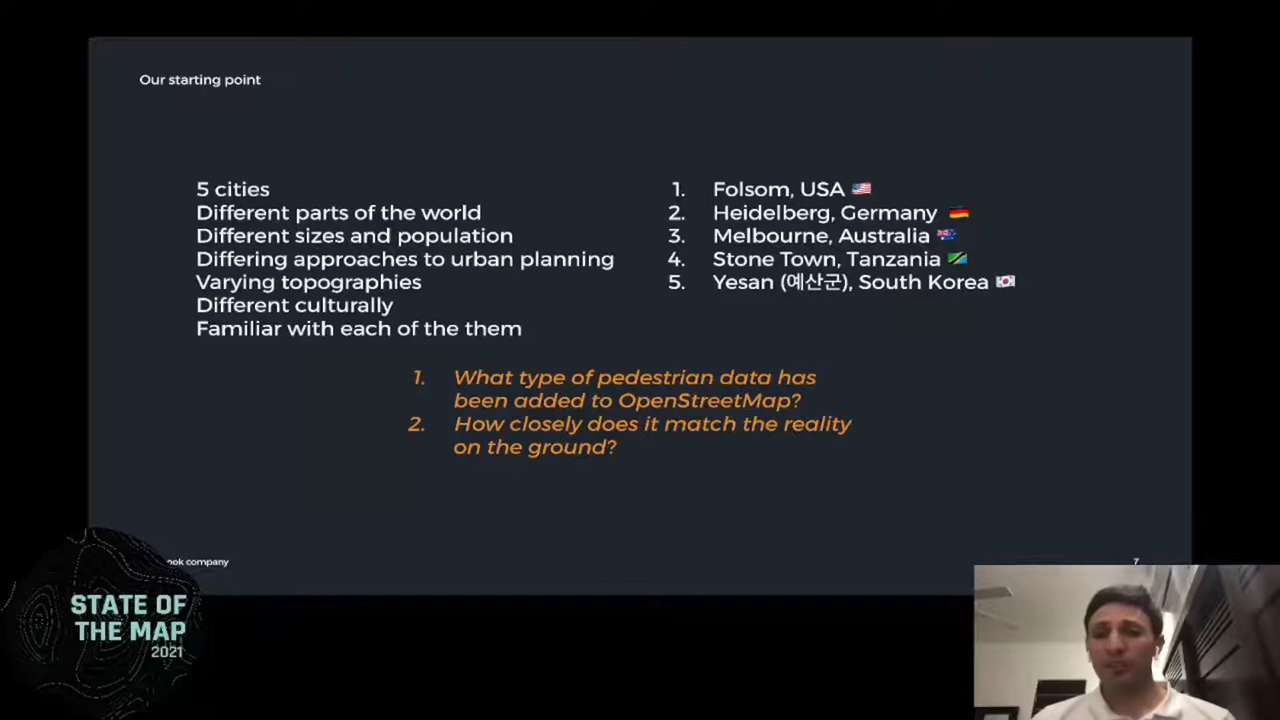 Our starting point
5 cities
Different parts of the world
Different sizes and population
Differing approaches to urban planning
Varying topographies
Different culturally
Familiar with each of the them
1. Folsom, USA 🇺🇸
2. Heidelberg, Germany 🇩🇪
3. Melbourne, Australia 🇦🇺
4. Stone Town, Tanzania 🇹🇿
5. Yesan (예산군), South Korea 🇰🇷
1. What type of pedestrian data has
been added to OpenStreetMap?
2. How closely does it match the reality
on the ground?
company
7
STATE OF
THE MAP
2021